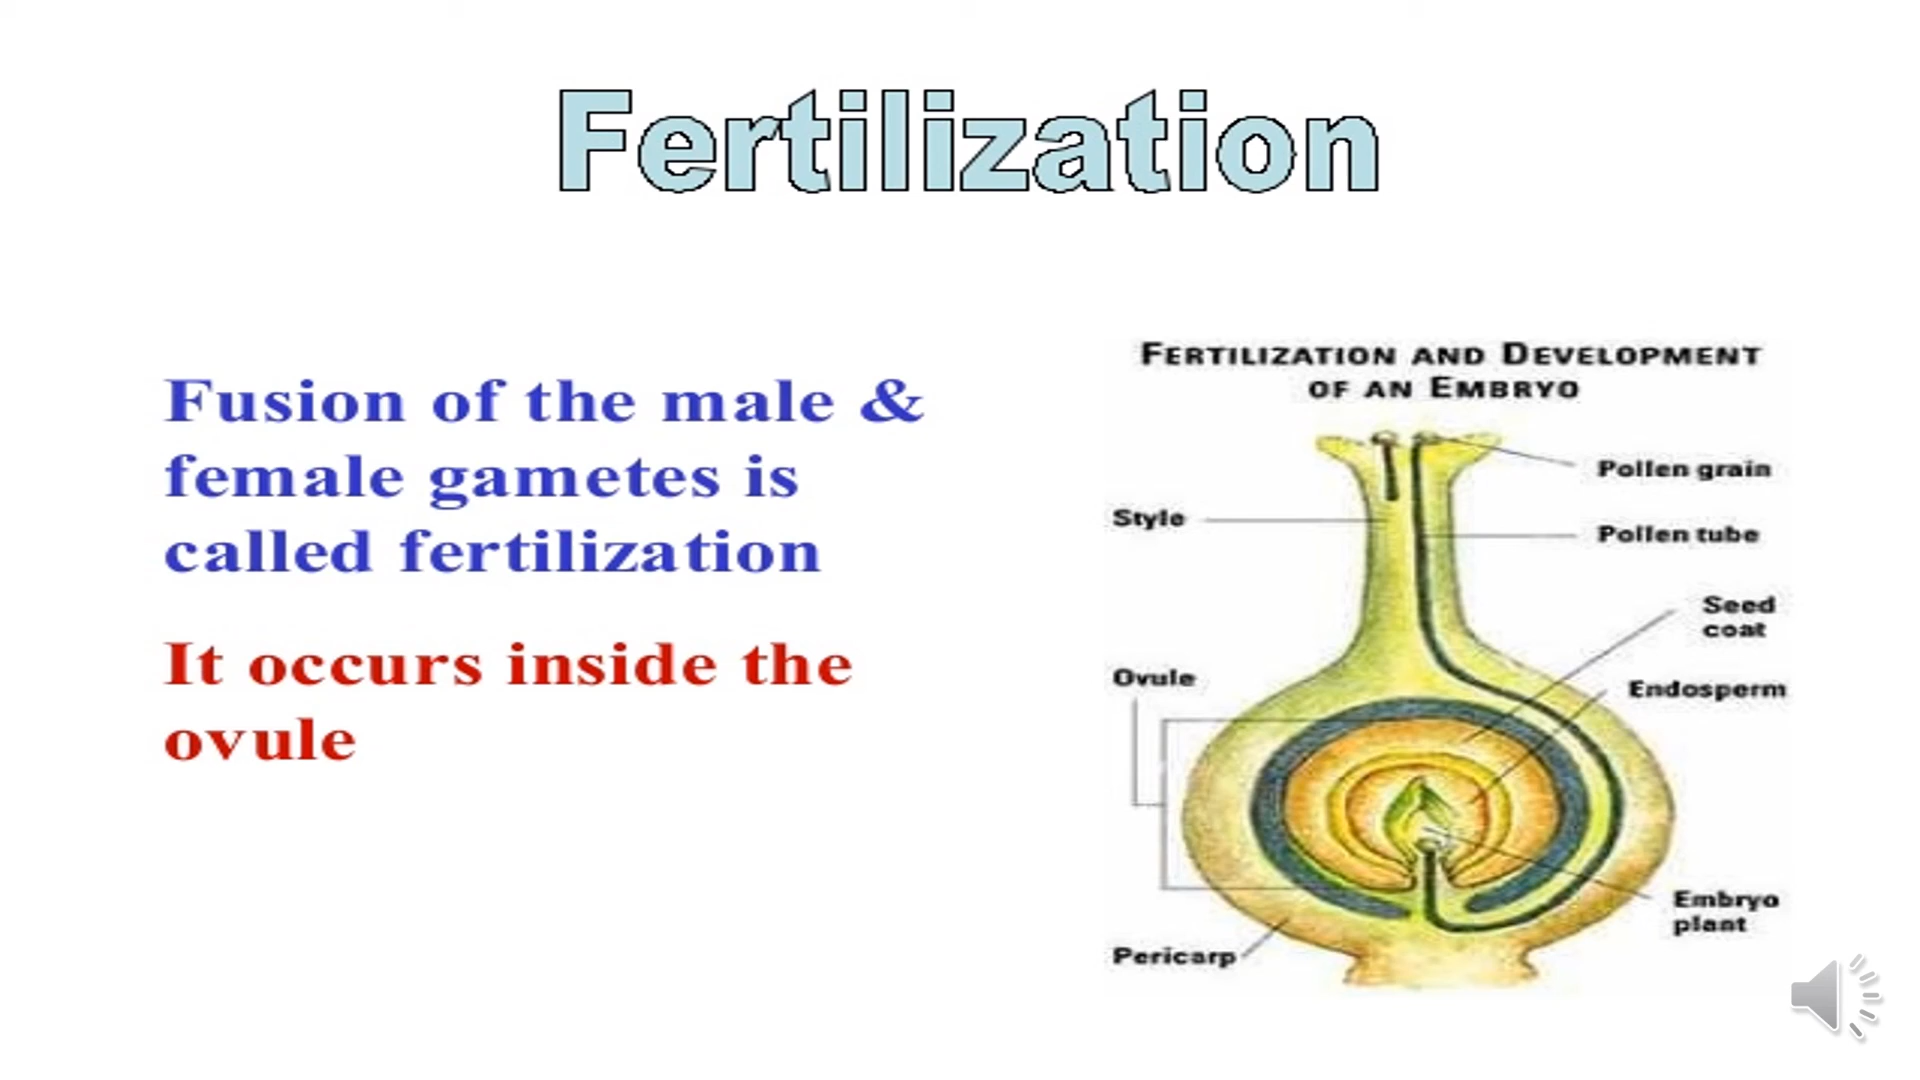 Fertilization
Fusion of the male &
female gametes is
called fertilization
It occurs inside the
ovule
FERTILIZATION AND DEVELOPMENT
OF AN EMBRYO
Pollen grain
Style
Pollen tube
Seed
coat
Ovule
Endosperm
Embryo
plant
Pericarp